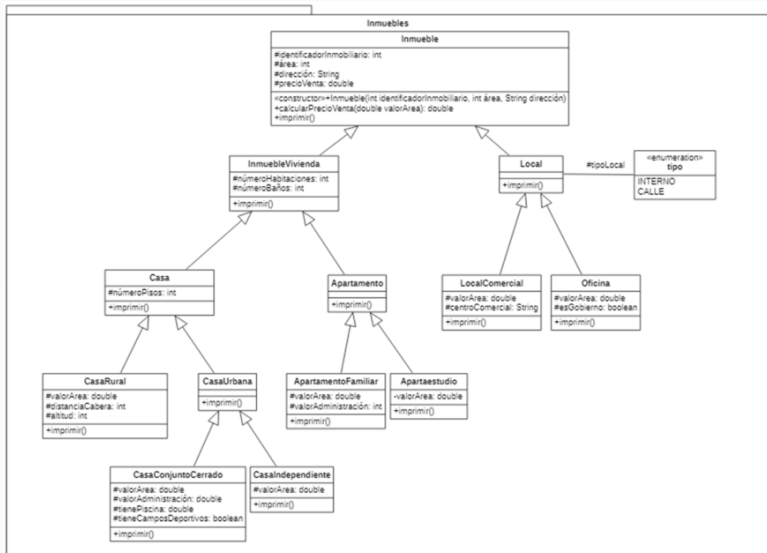 Inmuebles
Inmueble
#identificadorInmobiliario: int
#área: int
#dirección: String
#precioVenta: double
«constructor»+Inmueble(int identificadorInmobiliario, int área, String dirección)
+calcularPrecioVenta(double valorArea): double
+imprimir()
InmuebleVivienda
#númeroHabitaciones: int
#númeroBaños: int
+imprimir()
Local
+imprimir()
#tipoLocal
«enumeration»
tipo
INTERNO
CALLE
Casa
#númeroPisos: int
+imprimir()
Apartamento
+imprimir()
LocalComercial
#valorArea: double
#centroComercial: String
+imprimir()
Oficina
#valorArea: double
#esGobierno: boolean
+imprimir()
CasaRural
#valorArea: double
#distanciaCabera: int
#altitud: int
+imprimir()
CasaUrbana
+imprimir()
ApartamentoFamiliar
#valorArea: double
#valorAdministración: int
+imprimir()
Apartaestudio
-valorArea: double
+imprimir()
CasaConjuntoCerrado
#valorArea: double
#valorAdministración: double
#tienePiscina: double
#tieneCamposDeportivos: boolean
+imprimir()
CasaIndependiente
#valorArea: double
+imprimir()